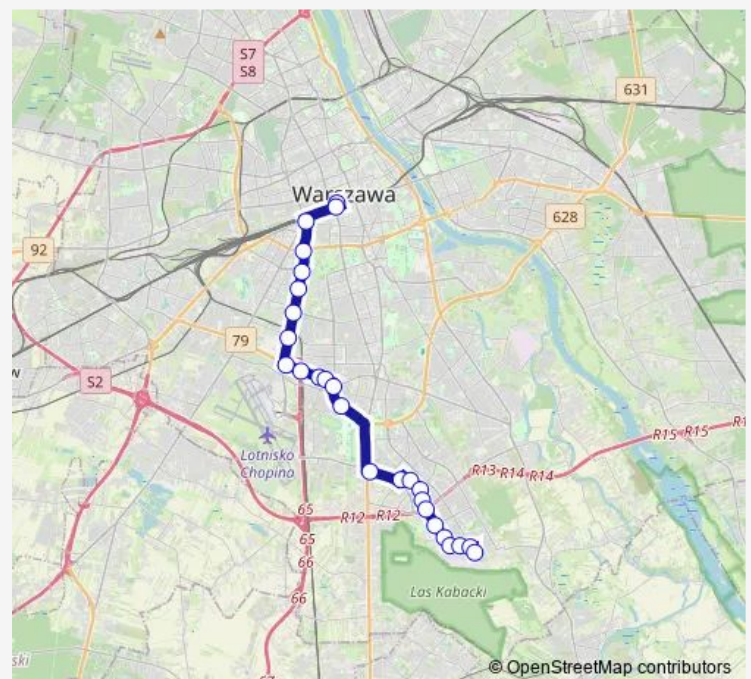 S7
S8
631
Warszawa
628
92
79
S2
Lotnisko
Chopina
R15 R15
R13 R14 R14
65
R12 R12
65
66
66
Las Kabacki
© OpenStreetMap contributors